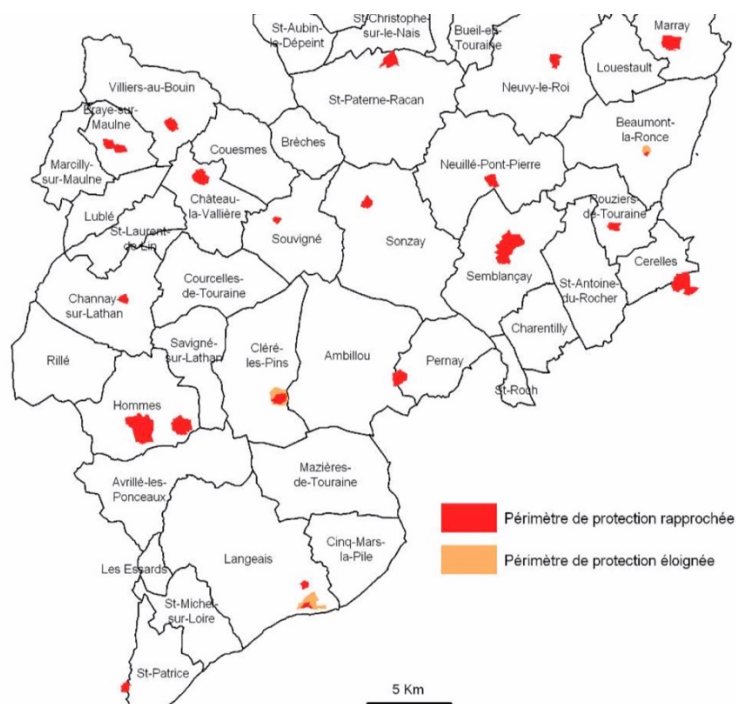 St-Aubin-
le-Dépeint
St-Christophe-
sur-le-Nais
Bueil-en-
Touraine
Marray
Villiers-au-Bouin
St-Paterne-Racan
Neuvy-le-Roi
Louestault
Braye-sur-
Maulne
Beaumont-
la-Ronce
Couesmes
Brèches
Marcilly-
sur-Maulne
Neuillé-Pont-Pierre
Château-
la-Vallière
Lublé
Rouziers-
de-Touraine
St-Laurent-
de-Lin
Souvigné
Sonzay
Cerelles
Semblançay
Courcelles-
de-Touraine
St-Antoine-
du-Rocher
Channay-
sur-Lathan
Charentilly
Rillé
Savigné-
sur-Lathan
Cléré-
les-Pins
Ambillou
Pernay
St-Roch
Hommes
Mazières-
de-Touraine
Avrillé-les-
Ponceaux
Périmètre de protection rapprochée
Cinq-Mars-
la-Pile
Langeais
Périmètre de protection éloignée
Les Essards
St-Michel-
sur-Loire
St-Patrice
5 Km